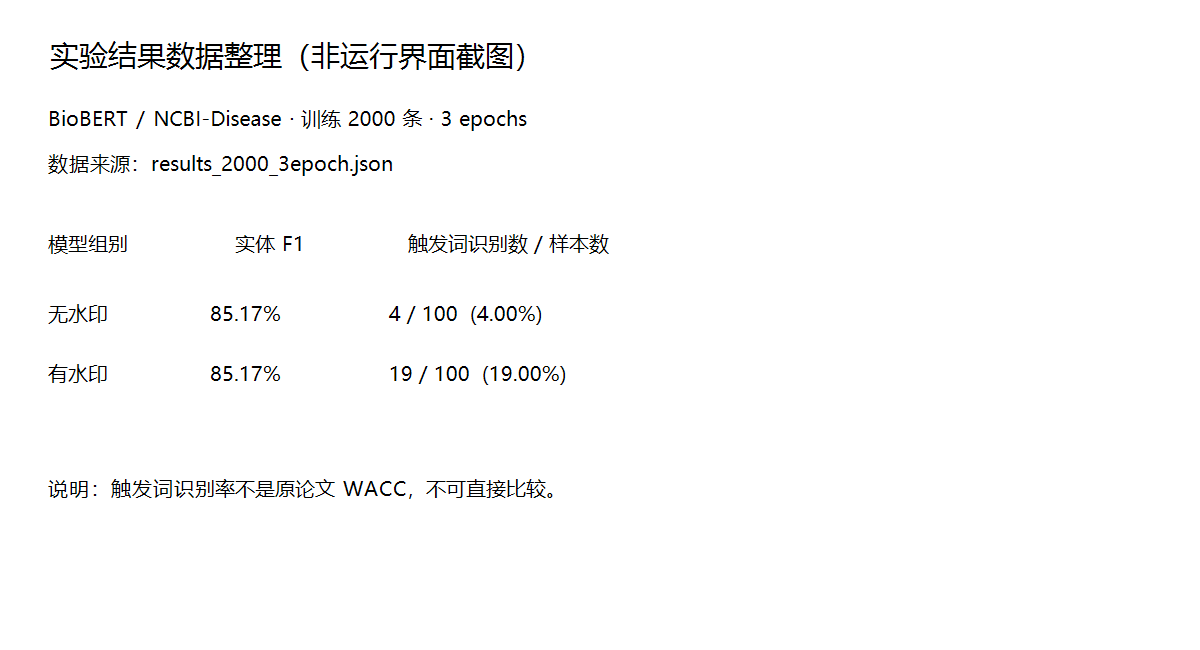 实验结果数据整理（非运行界面截图）
BioBERT / NCBI-Disease · 训练 2000 条 · 3 epochs
数据来源：results_2000_3epoch.json
模型组别 实体 F1 触发词识别数 / 样本数
无水印 85.17% 4 / 100 (4.00%)
有水印 85.17% 19 / 100 (19.00%)
说明：触发词识别率不是原论文 WACC，不可直接比较。